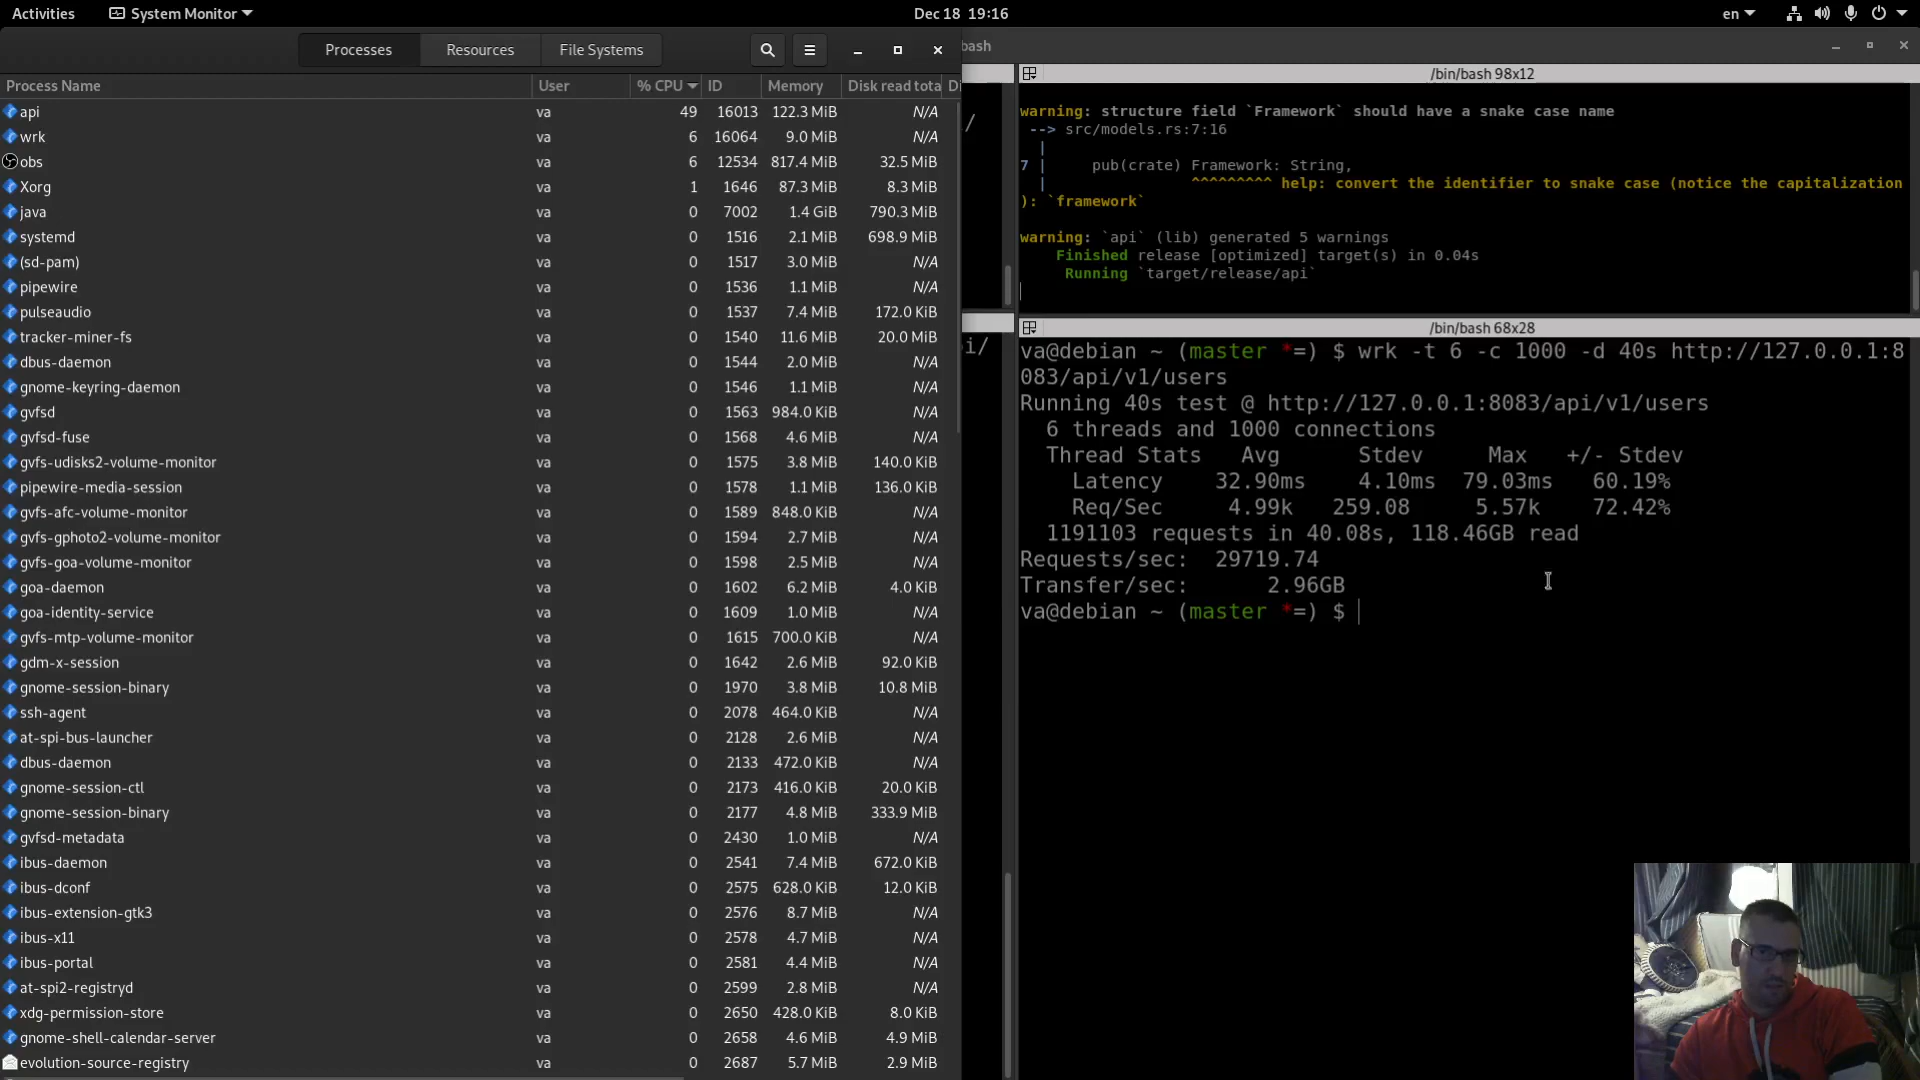 Activities
System Monitor
Dec 18 19:16
en
Processes
Resources
File Systems
Process Name User % CPU ID Memory Disk read tota Di
api va 49 16013 122.3 MiB N/A
wrk va 6 16064 9.0 MiB N/A
obs va 6 12534 817.4 MiB 32.5 MiB
Xorg va 1 1646 87.3 MiB 8.3 MiB
java va 0 7002 1.4 GiB 790.3 MiB
systemd va 0 1516 2.1 MiB 698.9 MiB
(sd-pam) va 0 1517 3.0 MiB N/A
pipewire va 0 1536 1.1 MiB N/A
pulseaudio va 0 1537 7.4 MiB 172.0 KiB
tracker-miner-fs va 0 1540 11.6 MiB 20.0 MiB
dbus-daemon va 0 1544 2.0 MiB N/A
gnome-keyring-daemon va 0 1546 1.1 MiB N/A
gvfsd va 0 1563 984.0 KiB N/A
gvfsd-fuse va 0 1568 4.6 MiB N/A
gvfs-udisks2-volume-monitor va 0 1575 3.8 MiB 140.0 KiB
pipewire-media-session va 0 1578 1.1 MiB 136.0 KiB
gvfs-afc-volume-monitor va 0 1589 848.0 KiB N/A
gvfs-gphoto2-volume-monitor va 0 1594 2.7 MiB N/A
gvfs-goa-volume-monitor va 0 1598 2.5 MiB N/A
goa-daemon va 0 1602 6.2 MiB 4.0 KiB
goa-identity-service va 0 1609 1.0 MiB N/A
gvfs-mtp-volume-monitor va 0 1615 700.0 KiB N/A
gdm-x-session va 0 1642 2.6 MiB 92.0 KiB
gnome-session-binary va 0 1970 3.8 MiB 10.8 MiB
ssh-agent va 0 2078 464.0 KiB N/A
at-spi-bus-launcher va 0 2128 2.6 MiB N/A
dbus-daemon va 0 2133 472.0 KiB N/A
gnome-session-ctl va 0 2173 416.0 KiB 20.0 KiB
gnome-session-binary va 0 2177 4.8 MiB 333.9 MiB
gvfsd-metadata va 0 2430 1.0 MiB N/A
ibus-daemon va 0 2541 7.4 MiB 672.0 KiB
ibus-dconf va 0 2575 628.0 KiB 12.0 KiB
ibus-extension-gtk3 va 0 2576 8.7 MiB N/A
ibus-x11 va 0 2578 4.7 MiB N/A
ibus-portal va 0 2581 4.4 MiB N/A
at-spi2-registryd va 0 2599 2.8 MiB N/A
xdg-permission-store va 0 2650 428.0 KiB 8.0 KiB
gnome-shell-calendar-server va 0 2658 4.6 MiB 4.9 MiB
evolution-source-registry va 0 2687 5.7 MiB 2.9 MiB
bash
/
i/
/bin/bash 98x12
warning: structure field `Framework` should have a snake case name
--> src/models.rs:7:16
|
7 | pub(crate) Framework: String,
| ^^^^^^^^^ help: convert the identifier to snake case (notice the capitalization
): `framework`
warning: `api` (lib) generated 5 warnings
Finished release [optimized] target(s) in 0.04s
Running `target/release/api`
/bin/bash 68x28
va@debian ~ (master *=) $ wrk -t 6 -c 1000 -d 40s http://127.0.0.1:8
083/api/v1/users
Running 40s test @ http://127.0.0.1:8083/api/v1/users
6 threads and 1000 connections
Thread Stats Avg Stdev Max +/- Stdev
Latency 32.90ms 4.10ms 79.03ms 60.19%
Req/Sec 4.99k 259.08 5.57k 72.42%
1191103 requests in 40.08s, 118.46GB read
Requests/sec: 29719.74
Transfer/sec: 2.96GB
va@debian ~ (master *=) $